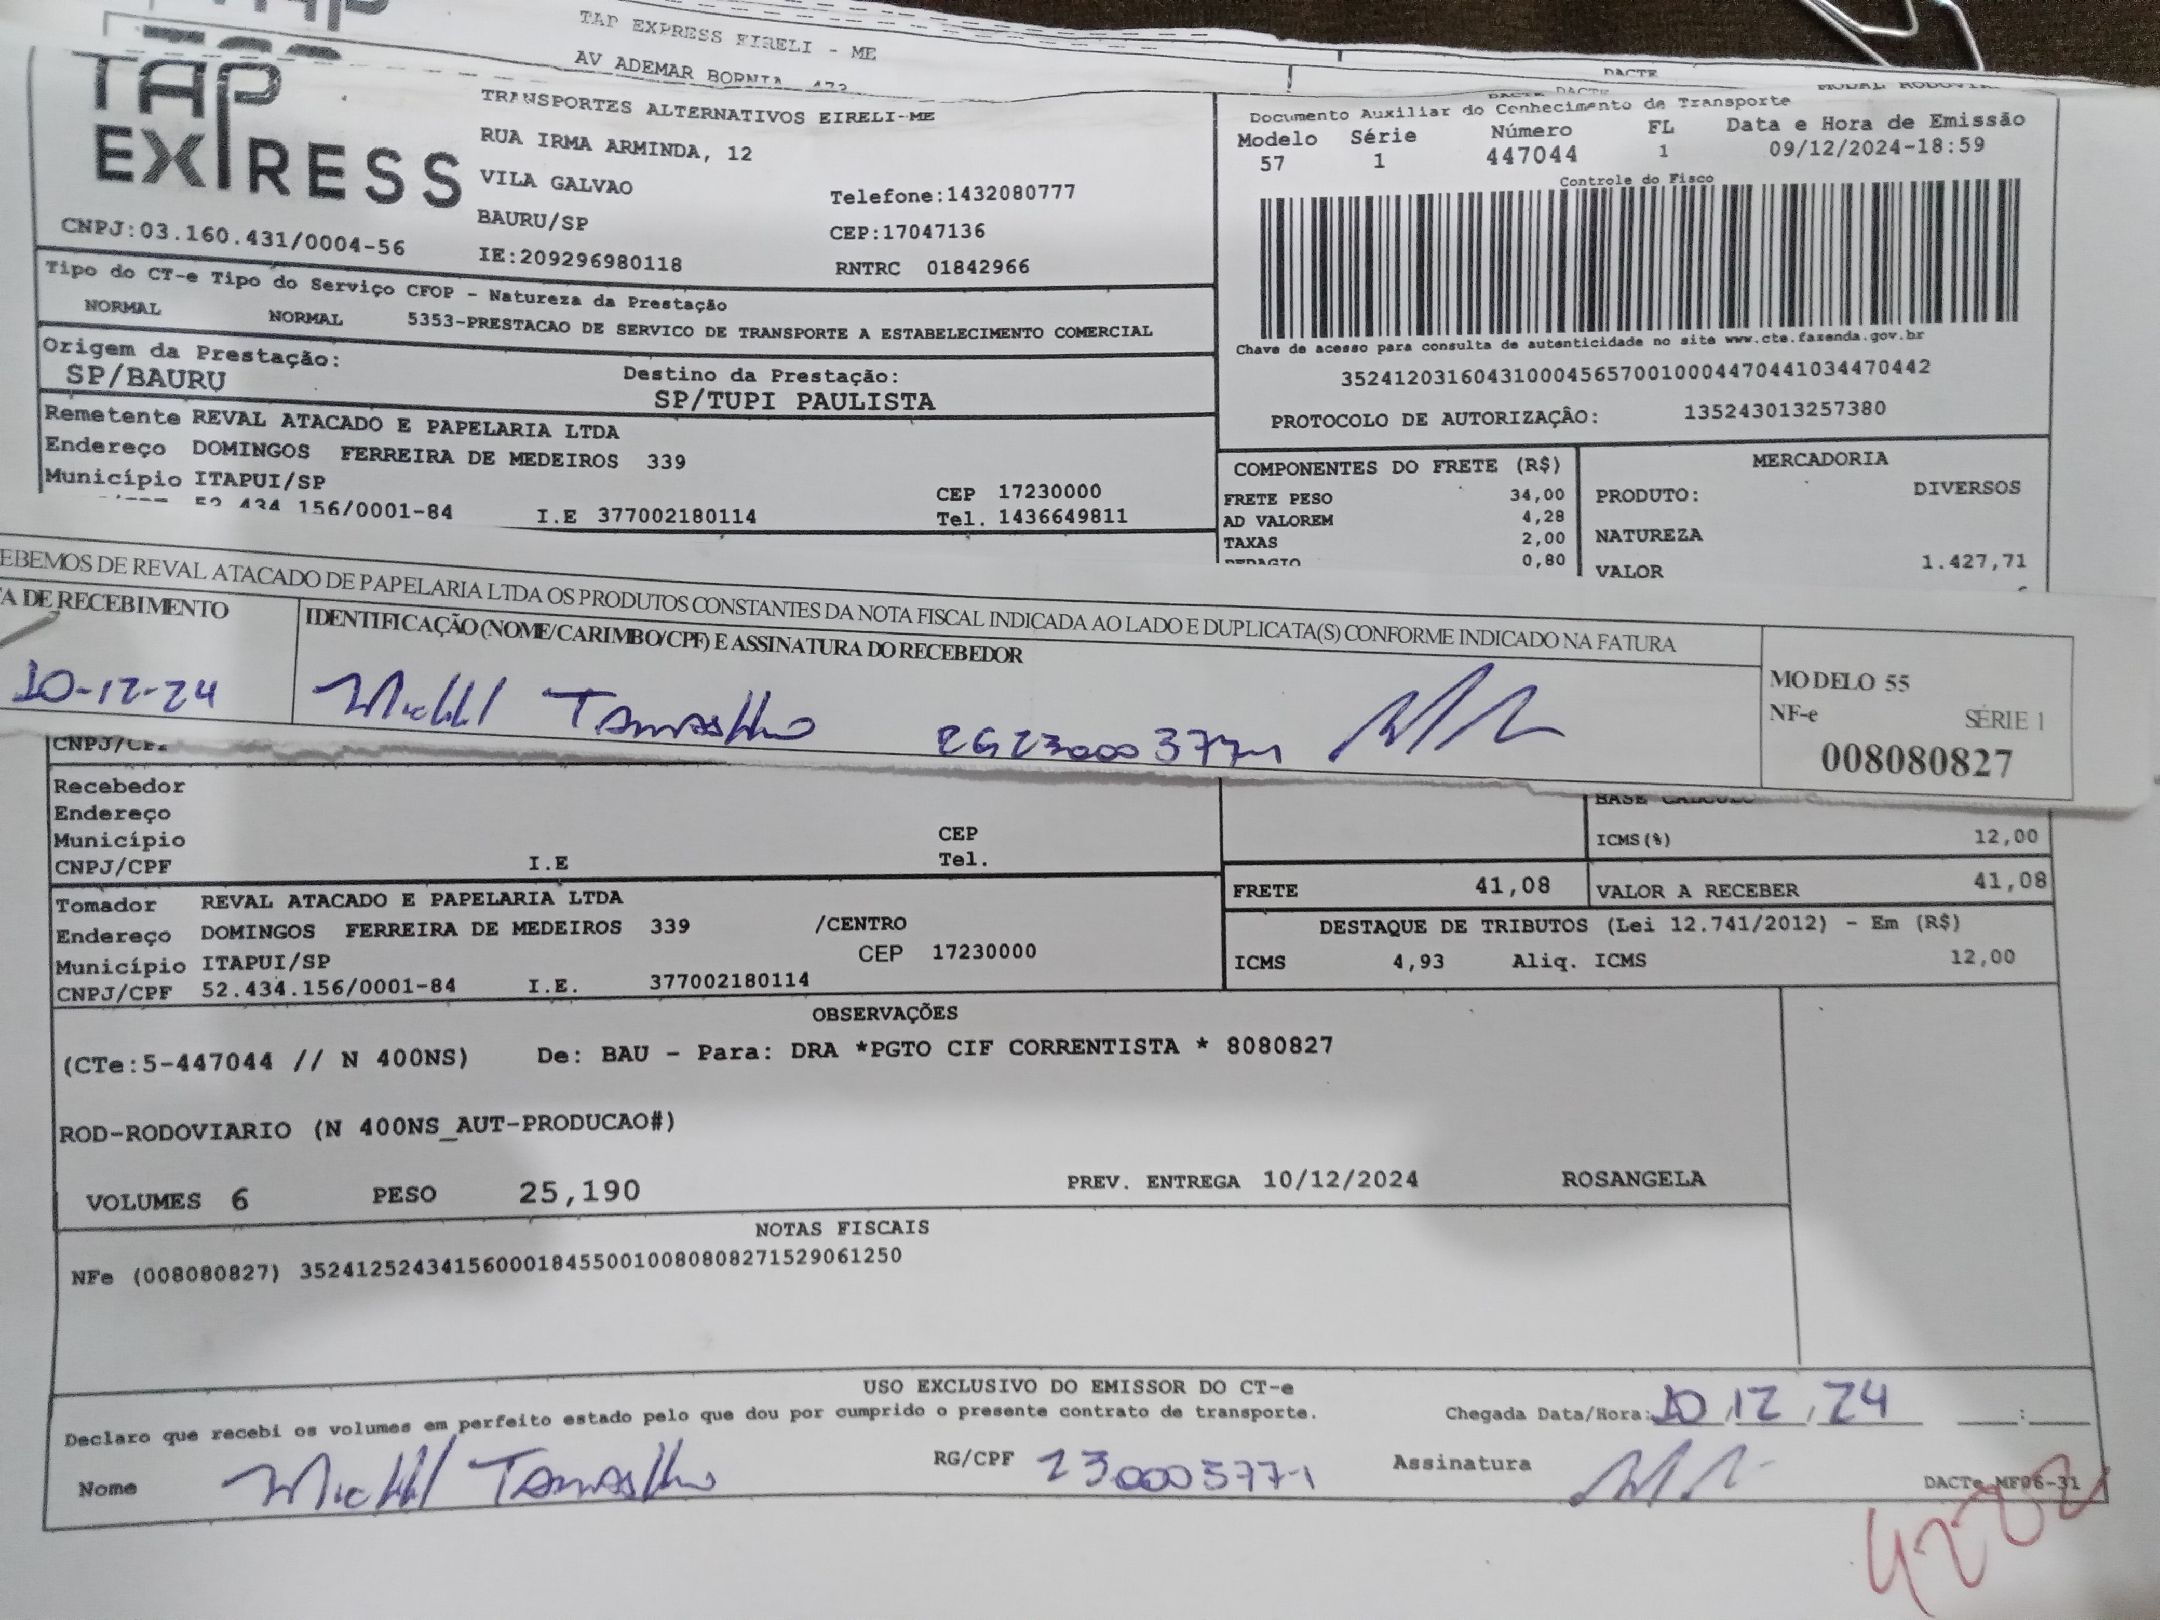 TAP EXPRESS EIRELI - ME
AV ADEMAR BORNIA
DACTE
TAP
EXPRESS
CNPJ:03.160.431/0004-56
TRANSPORTES ALTERNATIVOS EIRELI-ME
RUA IRMA ARMINDA, 12
VILA GALVAO
Telefone:1432080777
BAURU/SP
CEP:17047136
IE:209296980118
RNTRC 01842966
Documento Auxiliar do Conhecimento de Transporte
Modelo Série Número FL Data e Hora de Emissão
57 1 447044 1 09/12/2024-18:59
Controle do Fisco
Chave de acesso para consulta de autenticidade no site www.cte.fazenda.gov.br
35241203160431000456570010004470441034470442
PROTOCOLO DE AUTORIZAÇÃO: 135243013257380
Tipo do CT-e Tipo do Serviço CFOP - Natureza da Prestação
NORMAL NORMAL 5353-PRESTACAO DE SERVICO DE TRANSPORTE A ESTABELECIMENTO COMERCIAL
Origem da Prestação:
SP/BAURU
Destino da Prestação:
SP/TUPI PAULISTA
Remetente REVAL ATACADO E PAPELARIA LTDA
Endereço DOMINGOS FERREIRA DE MEDEIROS 339
Município ITAPUI/SP
CEP 17230000
52.434.156/0001-84 I.E 377002180114 Tel. 1436649811
COMPONENTES DO FRETE (R$)
FRETE PESO 34,00
AD VALOREM 4,28
TAXAS 2,00
PEDAGIO 0,80
MERCADORIA
PRODUTO: DIVERSOS
NATUREZA
VALOR 1.427,71
EBEMOS DE REVAL ATACADO DE PAPELARIA LTDA OS PRODUTOS CONSTANTES DA NOTA FISCAL INDICADA AO LADO E DUPLICATA(S) CONFORME INDICADO NA FATURA
A DE RECEBIMENTO
IDENTIFICAÇÃO (NOME/CARIMBO/CPF) E ASSINATURA DO RECEBEDOR
10-12-24
MODELO 55
NF-e SÉRIE 1
008080827
CNPJ/CPF
Recebedor
Endereço
Município CEP
CNPJ/CPF I.E Tel.
BASE CALCULO
ICMS(%) 12,00
FRETE 41,08
VALOR A RECEBER 41,08
Tomador REVAL ATACADO E PAPELARIA LTDA
Endereço DOMINGOS FERREIRA DE MEDEIROS 339 /CENTRO
Município ITAPUI/SP CEP 17230000
CNPJ/CPF 52.434.156/0001-84 I.E. 377002180114
DESTAQUE DE TRIBUTOS (Lei 12.741/2012) - Em (R$)
ICMS 4,93 Aliq. ICMS 12,00
OBSERVAÇÕES
(CTe:5-447044 // N 400NS) De: BAU - Para: DRA *PGTO CIF CORRENTISTA * 8080827
ROD-RODOVIARIO (N 400NS_AUT-PRODUCAO#)
VOLUMES 6 PESO 25,190 PREV. ENTREGA 10/12/2024 ROSANGELA
NOTAS FISCAIS
NFe (008080827) 35241252434156000184550010080808271529061250
USO EXCLUSIVO DO EMISSOR DO CT-e
Declaro que recebi os volumes em perfeito estado pelo que dou por cumprido o presente contrato de transporte.
Chegada Data/Hora: 10 12 24 ___:___
Nome
RG/CPF
Assinatura
DACTe MF06-31